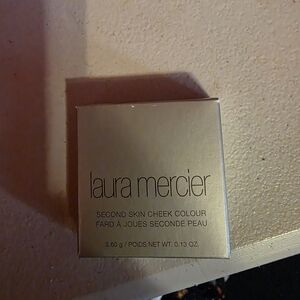 laura mercier
SECOND SKIN CHEEK COLOUR
FARD À JOUES SECONDE PEAU
3.60 g / POIDS NET WT. 0.13 OZ.